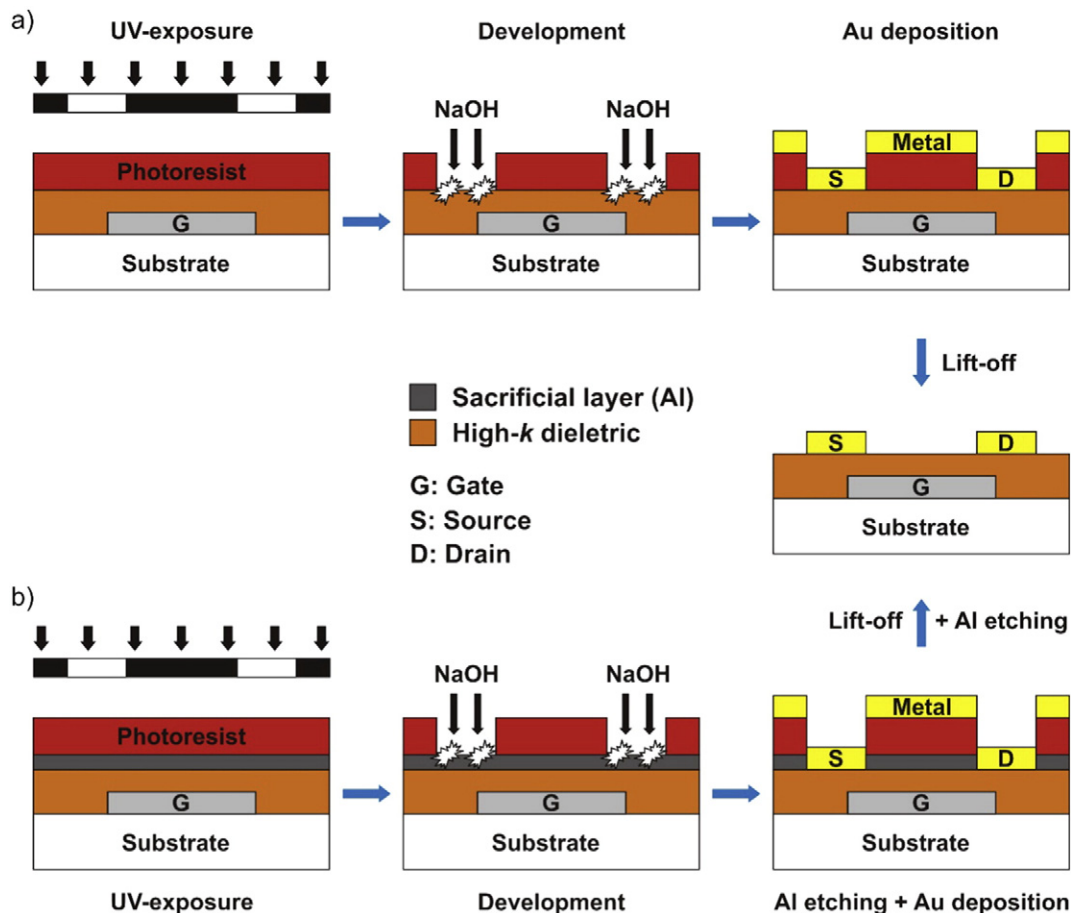 a)
UV-exposure
Development
Au deposition
NaOH
NaOH
Metal
Photoresist
S
D
G
G
G
Substrate
Substrate
Substrate
Lift-off
Sacrificial layer (Al)
High-k dieletric
G: Gate
S: Source
D: Drain
S
D
G
Substrate
b)
Lift-off + Al etching
NaOH
NaOH
Metal
Photoresist
S
D
G
G
G
Substrate
Substrate
Substrate
UV-exposure
Development
Al etching + Au deposition